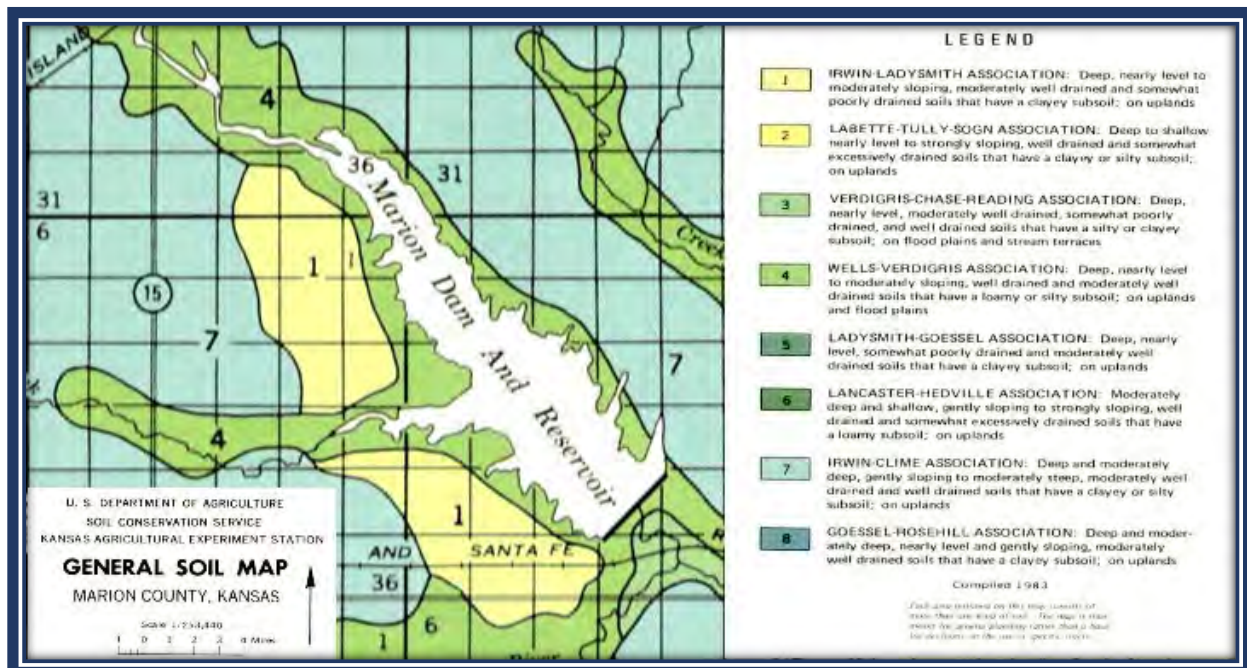 ISLAND
4
36
31
31
6
Marion Dam And Reservoir
Creek
1
1
15
7
7
4
1
AND SANTA FE
R
36
6
1
River
U. S. DEPARTMENT OF AGRICULTURE
SOIL CONSERVATION SERVICE
KANSAS AGRICULTURAL EXPERIMENT STATION
GENERAL SOIL MAP
MARION COUNTY, KANSAS
Scale 1:253,440
1 0 1 2 3 4 Miles
LEGEND
1
IRWIN-LADYSMITH ASSOCIATION: Deep, nearly level to
moderately sloping, moderately well drained and somewhat
poorly drained soils that have a clayey subsoil; on uplands
2
LABETTE-TULLY-SOGN ASSOCIATION: Deep to shallow
nearly level to strongly sloping, well drained and somewhat
excessively drained soils that have a clayey or silty subsoil;
on uplands
3
VERDIGRIS-CHASE-READING ASSOCIATION: Deep,
nearly level, moderately well drained, somewhat poorly
drained, and well drained soils that have a silty or clayey
subsoil; on flood plains and stream terraces
4
WELLS-VERDIGRIS ASSOCIATION: Deep, nearly level
to moderately sloping, well drained and moderately well
drained soils that have a loamy or silty subsoil; on uplands
and flood plains
5
LADYSMITH-GOESSEL ASSOCIATION: Deep, nearly
level, somewhat poorly drained and moderately well
drained soils that have a clayey subsoil; on uplands
6
LANCASTER-HEDVILLE ASSOCIATION: Moderately
deep and shallow, gently sloping to strongly sloping, well
drained and somewhat excessively drained soils that have
a loamy subsoil; on uplands
7
IRWIN-CLIME ASSOCIATION: Deep and moderately
deep, gently sloping to moderately steep, moderately well
drained and well drained soils that have a clayey or silty
subsoil; on uplands
8
GOESSEL-ROSEHILL ASSOCIATION: Deep and moder-
ately deep, nearly level and gently sloping, moderately
well drained soils that have a clayey subsoil; on uplands
Compiled 1983